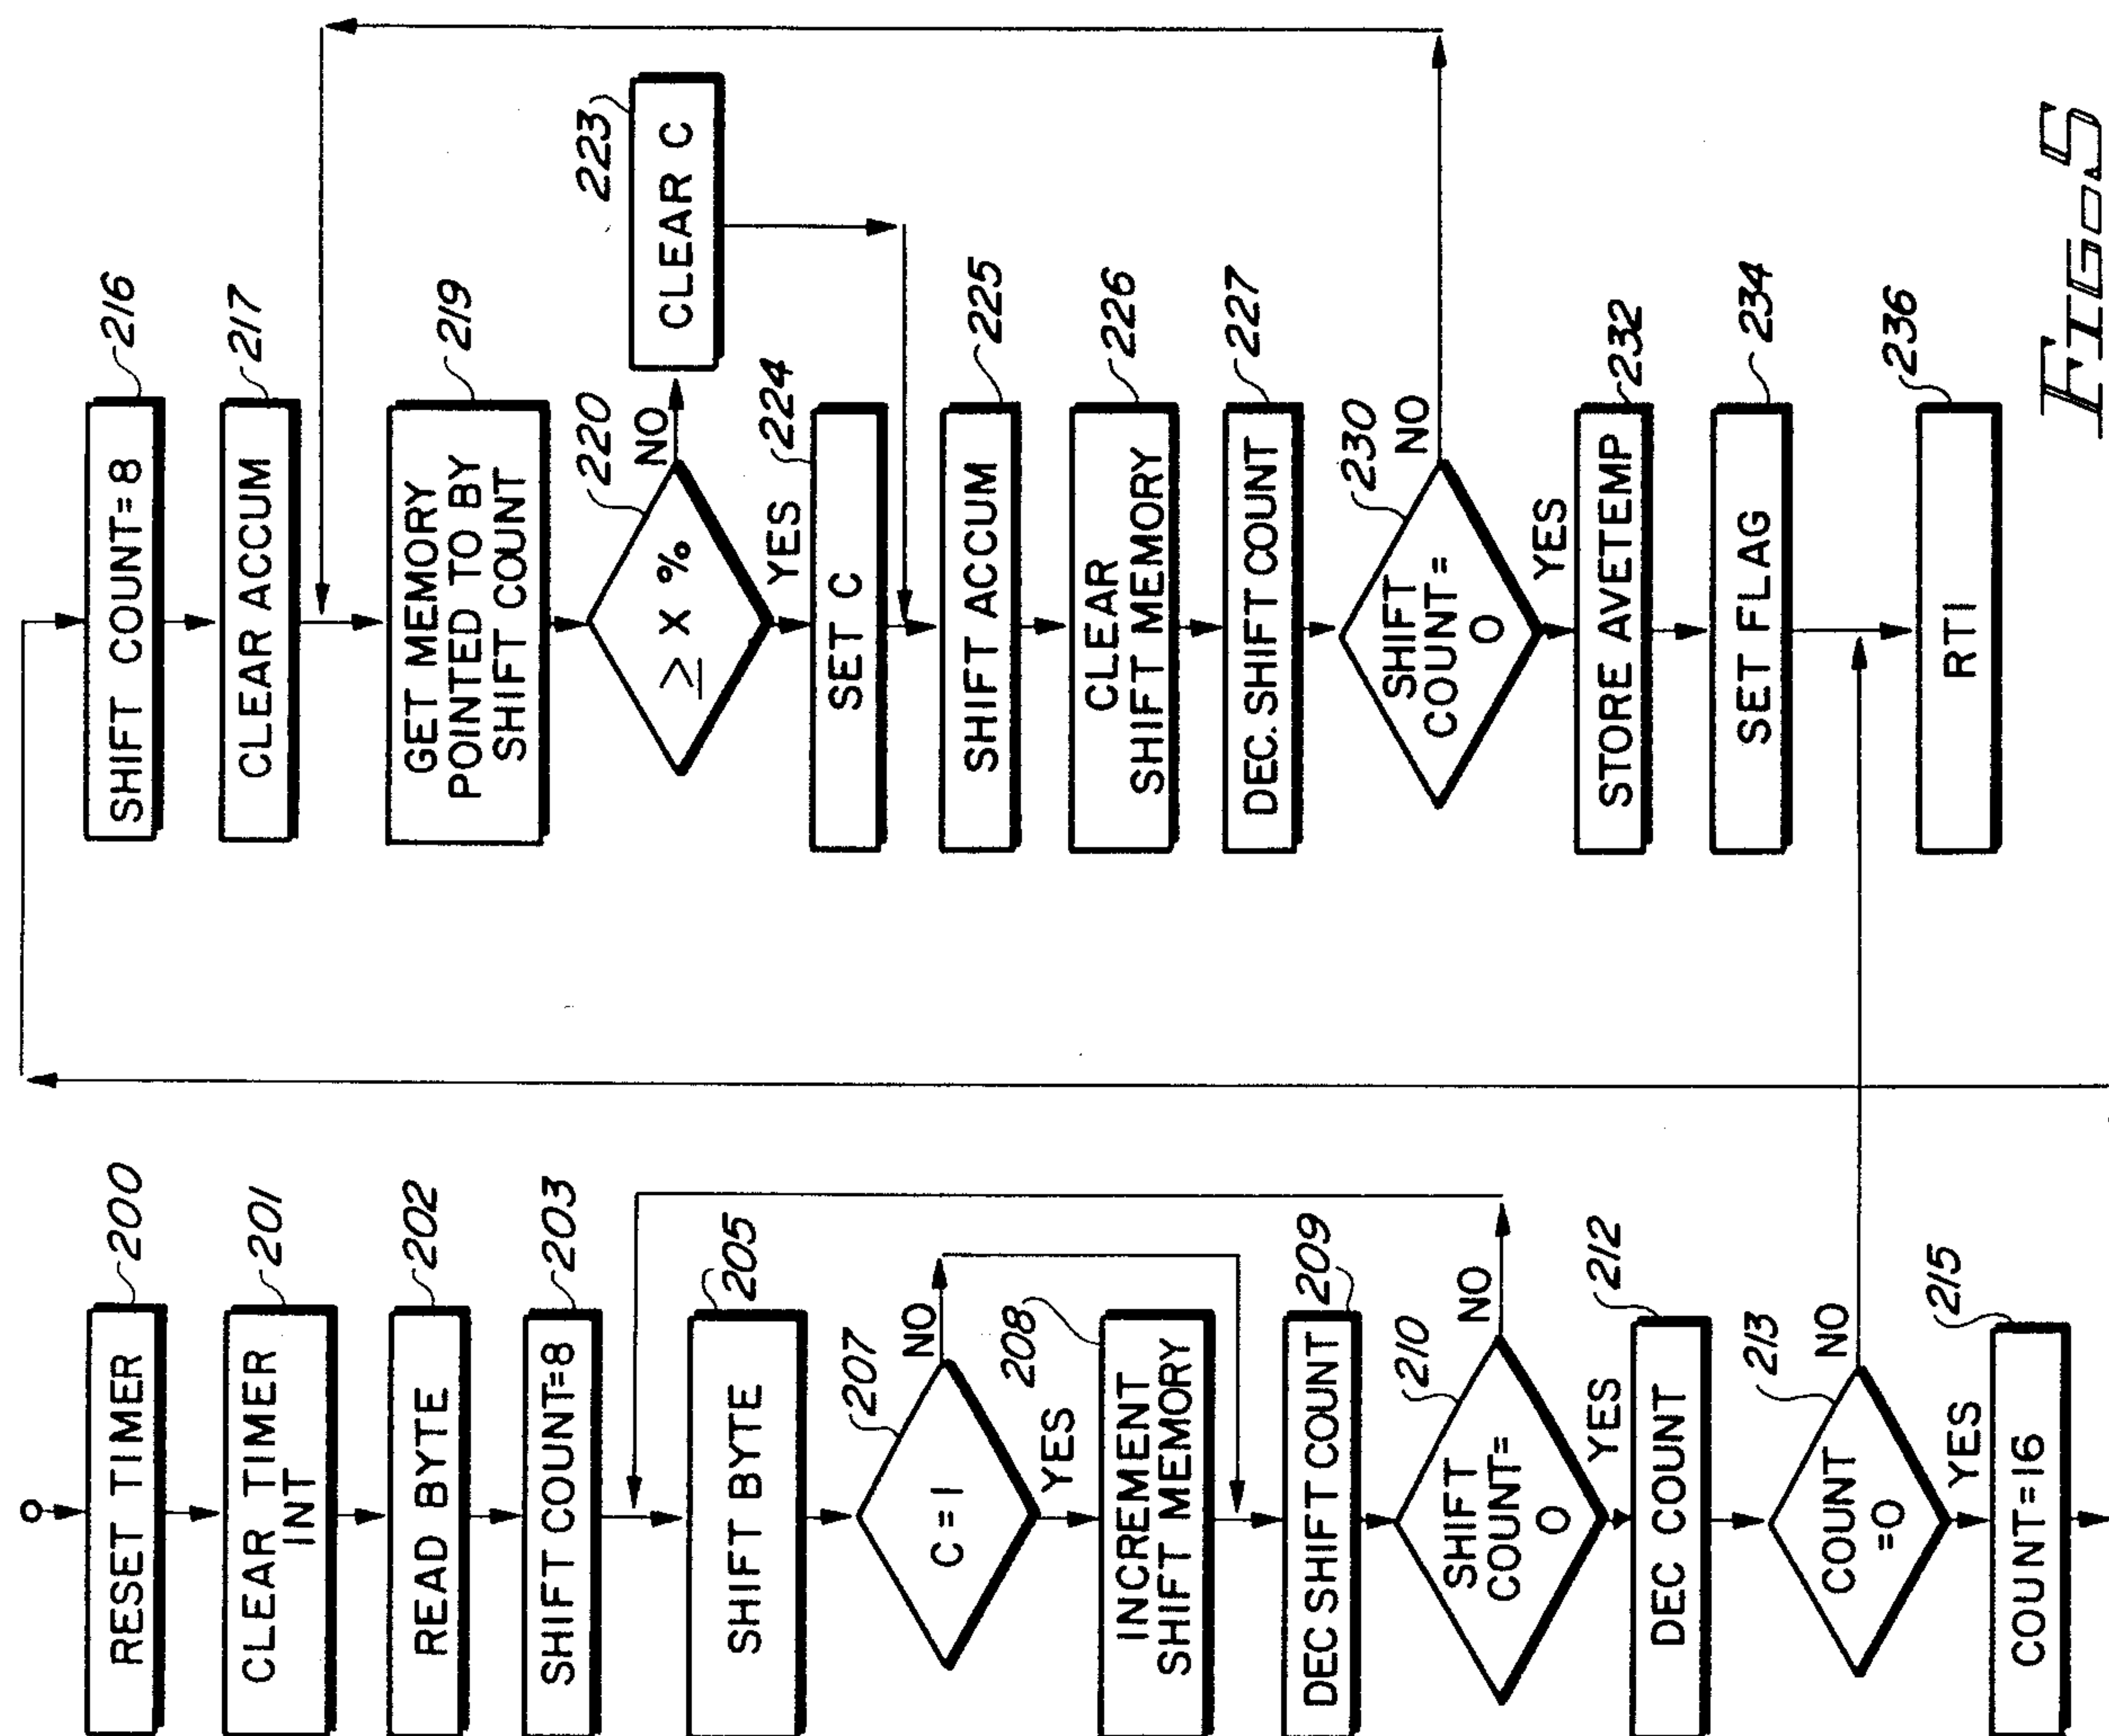 RESET TIMER
200
CLEAR TIMER
INT
201
READ BYTE
202
SHIFT COUNT=8
203
SHIFT BYTE
205
C = 1
207
NO
YES
INCREMENT
SHIFT MEMORY
208
DEC SHIFT COUNT
209
SHIFT
COUNT=
0
210
NO
YES
DEC COUNT
212
COUNT
=0
213
NO
YES
COUNT=16
215
SHIFT COUNT=8
216
CLEAR ACCUM
217
GET MEMORY
POINTED TO BY
SHIFT COUNT
219
≥ X %
220
NO
CLEAR C
223
YES
SET C
224
SHIFT ACCUM
225
CLEAR
SHIFT MEMORY
226
DEC. SHIFT COUNT
227
SHIFT
COUNT=
0
230
NO
YES
STORE AVETEMP
232
SET FLAG
234
RTI
236
FIG. 5